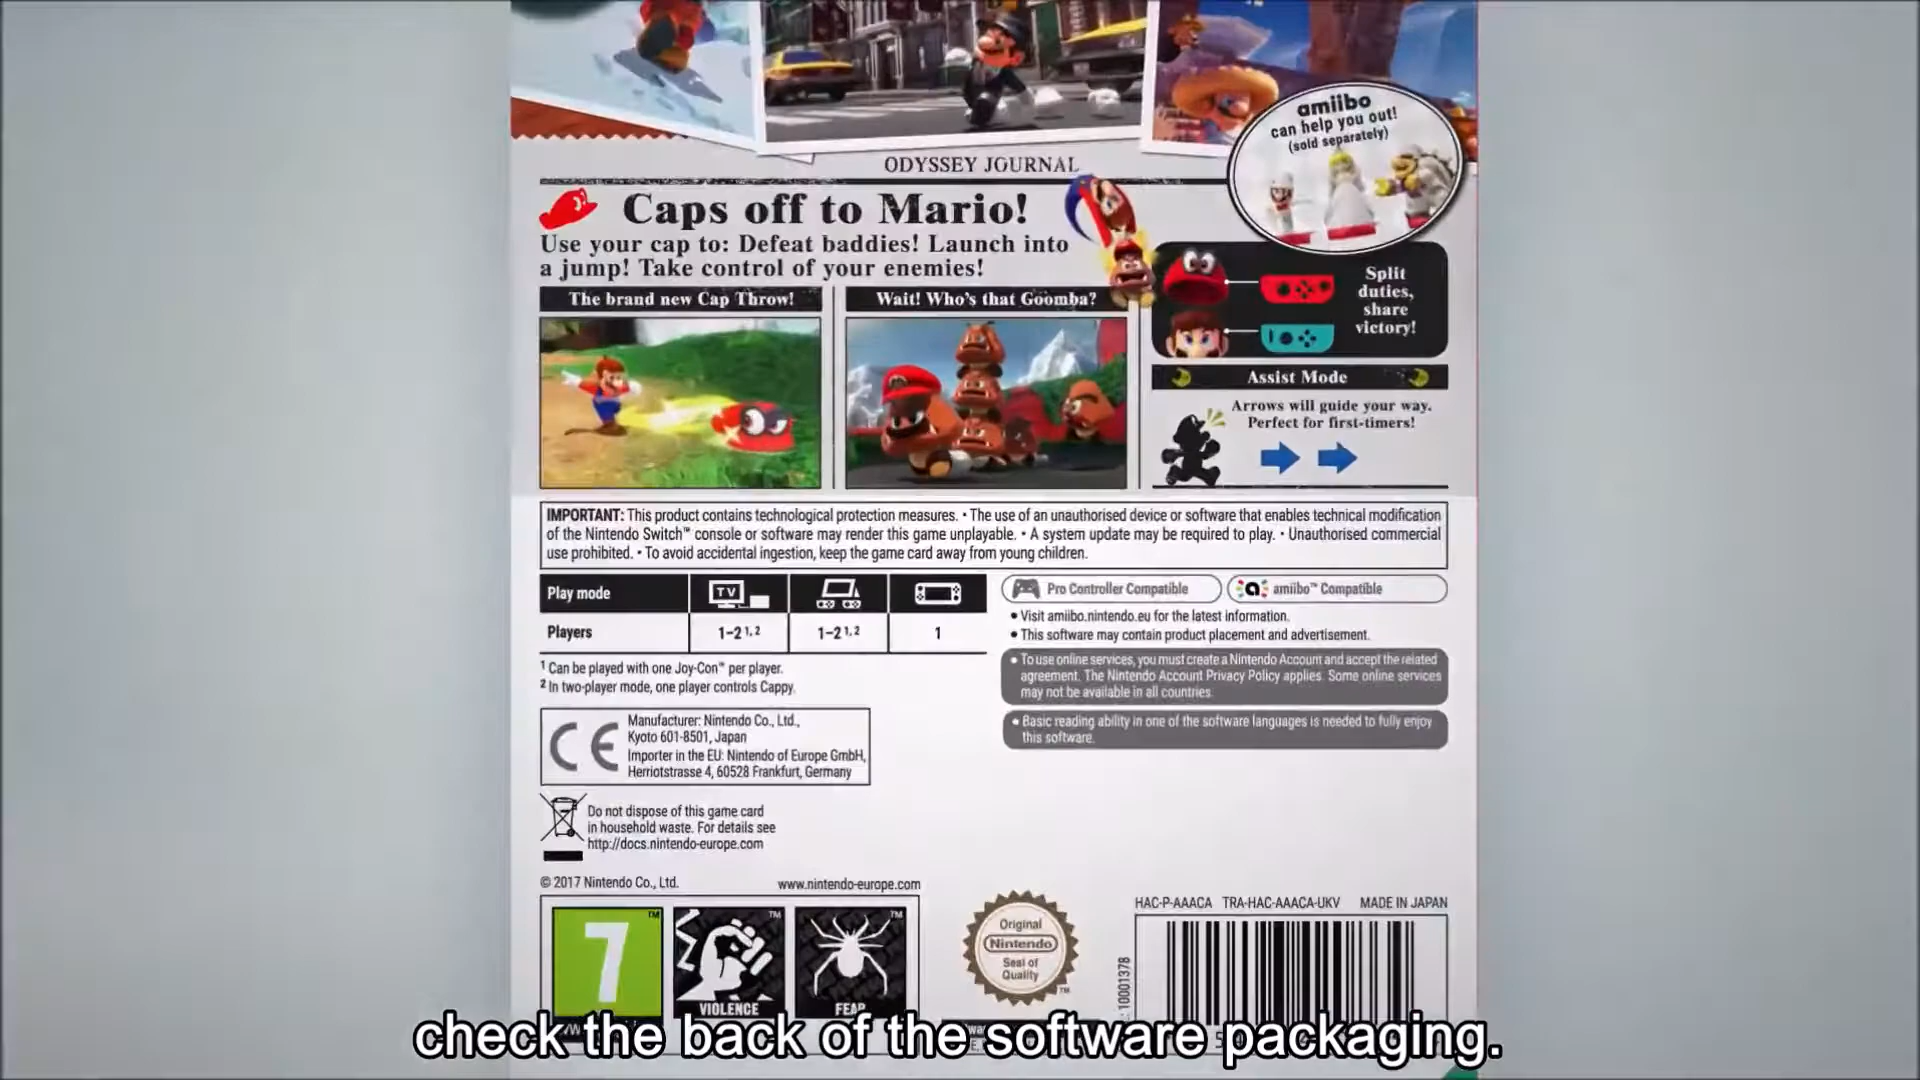 amiibo
can help you out!
(sold separately)
ODYSSEY JOURNAL
Caps off to Mario!
Use your cap to: Defeat baddies! Launch into
a jump! Take control of your enemies!
The brand new Cap Throw!
Wait! Who's that Goomba?
Split
duties,
share
victory!
Assist Mode
Arrows will guide your way.
Perfect for first-timers!
IMPORTANT: This product contains technological protection measures. • The use of an unauthorised device or software that enables technical modification
of the Nintendo Switch™ console or software may render this game unplayable. • A system update may be required to play. • Unauthorised commercial
use prohibited. • To avoid accidental ingestion, keep the game card away from young children.
Play mode TV
Players 1–2 1, 2 1–2 1, 2 1
1 Can be played with one Joy-Con™ per player.
2 In two-player mode, one player controls Cappy.
Pro Controller Compatible
amiibo™ Compatible
• Visit amiibo.nintendo.eu for the latest information.
• This software may contain product placement and advertisement.
• To use online services, you must create a Nintendo Account and accept the related
agreement. The Nintendo Account Privacy Policy applies. Some online services
may not be available in all countries.
• Basic reading ability in one of the software languages is needed to fully enjoy
this software.
CE
Manufacturer: Nintendo Co., Ltd.,
Kyoto 601-8501, Japan
Importer in the EU: Nintendo of Europe GmbH,
Herriotstrasse 4, 60528 Frankfurt, Germany
Do not dispose of this game card
in household waste. For details see
http://docs.nintendo-europe.com
© 2017 Nintendo Co., Ltd.
www.nintendo-europe.com
7 ™
™ VIOLENCE
™ FEAR
Original
Nintendo
Seal of
Quality
™
HAC-P-AAACA TRA-HAC-AAACA-UKV MADE IN JAPAN
10001378
check the back of the software packaging.